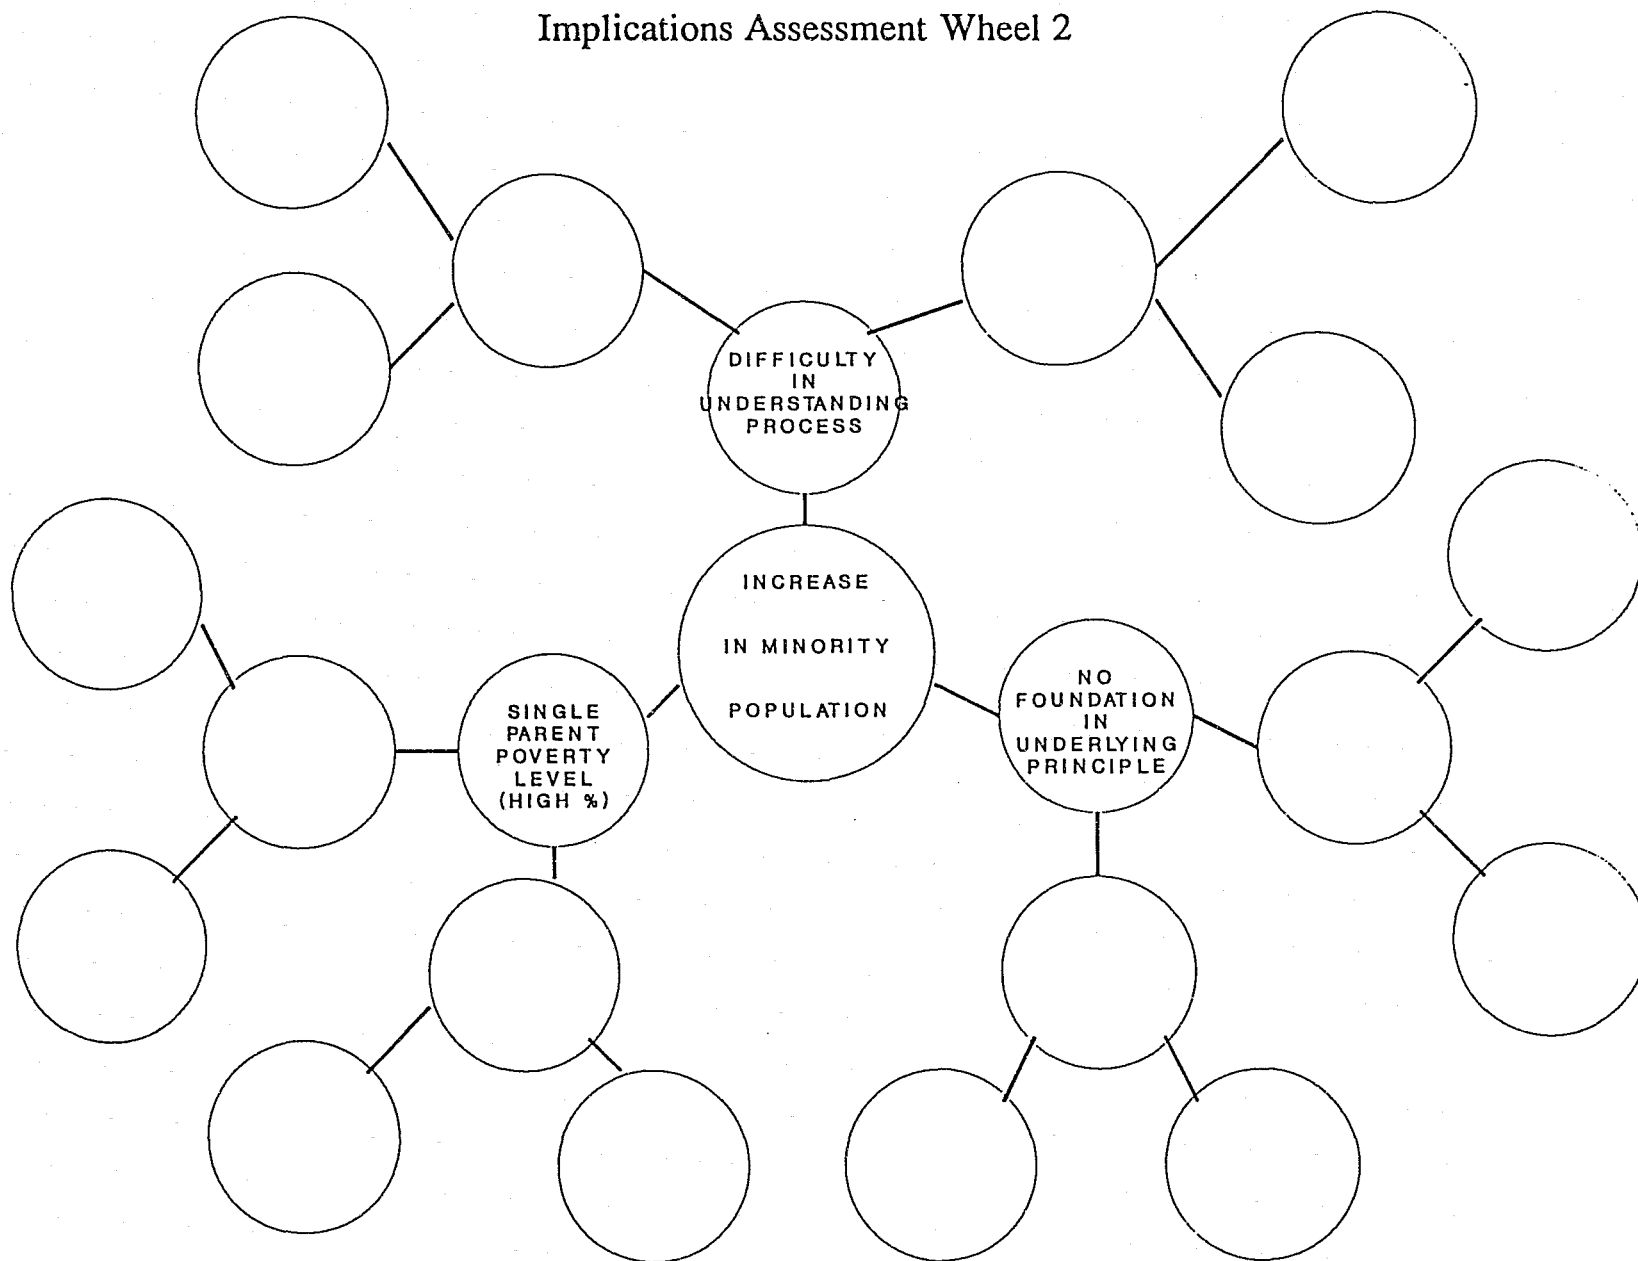 Implications Assessment Wheel 2
DIFFICULTY
IN
UNDERSTANDING
PROCESS
INCREASE
IN MINORITY
POPULATION
SINGLE
PARENT
POVERTY
LEVEL
(HIGH %)
NO
FOUNDATION
IN
UNDERLYING
PRINCIPLE